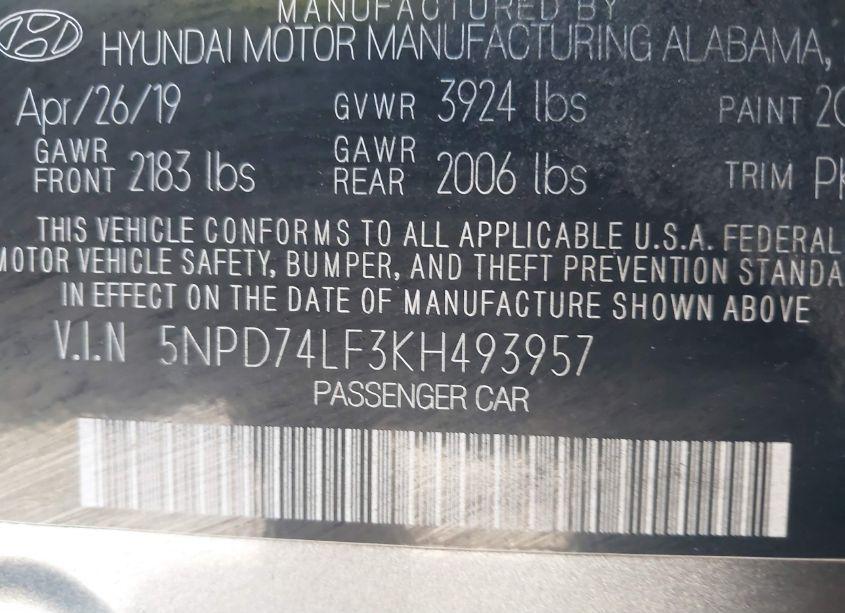 MANUFACTURED BY
HYUNDAI MOTOR MANUFACTURING ALABAMA,
Apr/26/19 GVWR 3924 lbs PAINT
GAWR FRONT 2183 lbs GAWR REAR 2006 lbs TRIM
THIS VEHICLE CONFORMS TO ALL APPLICABLE U.S.A. FEDERAL
MOTOR VEHICLE SAFETY, BUMPER, AND THEFT PREVENTION STANDA
IN EFFECT ON THE DATE OF MANUFACTURE SHOWN ABOVE
V.I.N 5NPD74LF3KH493957
PASSENGER CAR